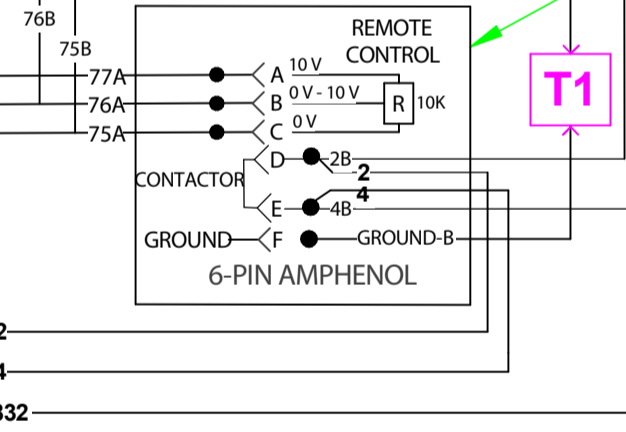 76B
75B
REMOTE
CONTROL
T1
77A
A
10 V
76A
B
0 V - 10 V
R
10K
75A
C
0 V
D
2B
2
CONTACTOR
4
E
4B
GROUND
F
GROUND-B
6-PIN AMPHENOL
2
4
332